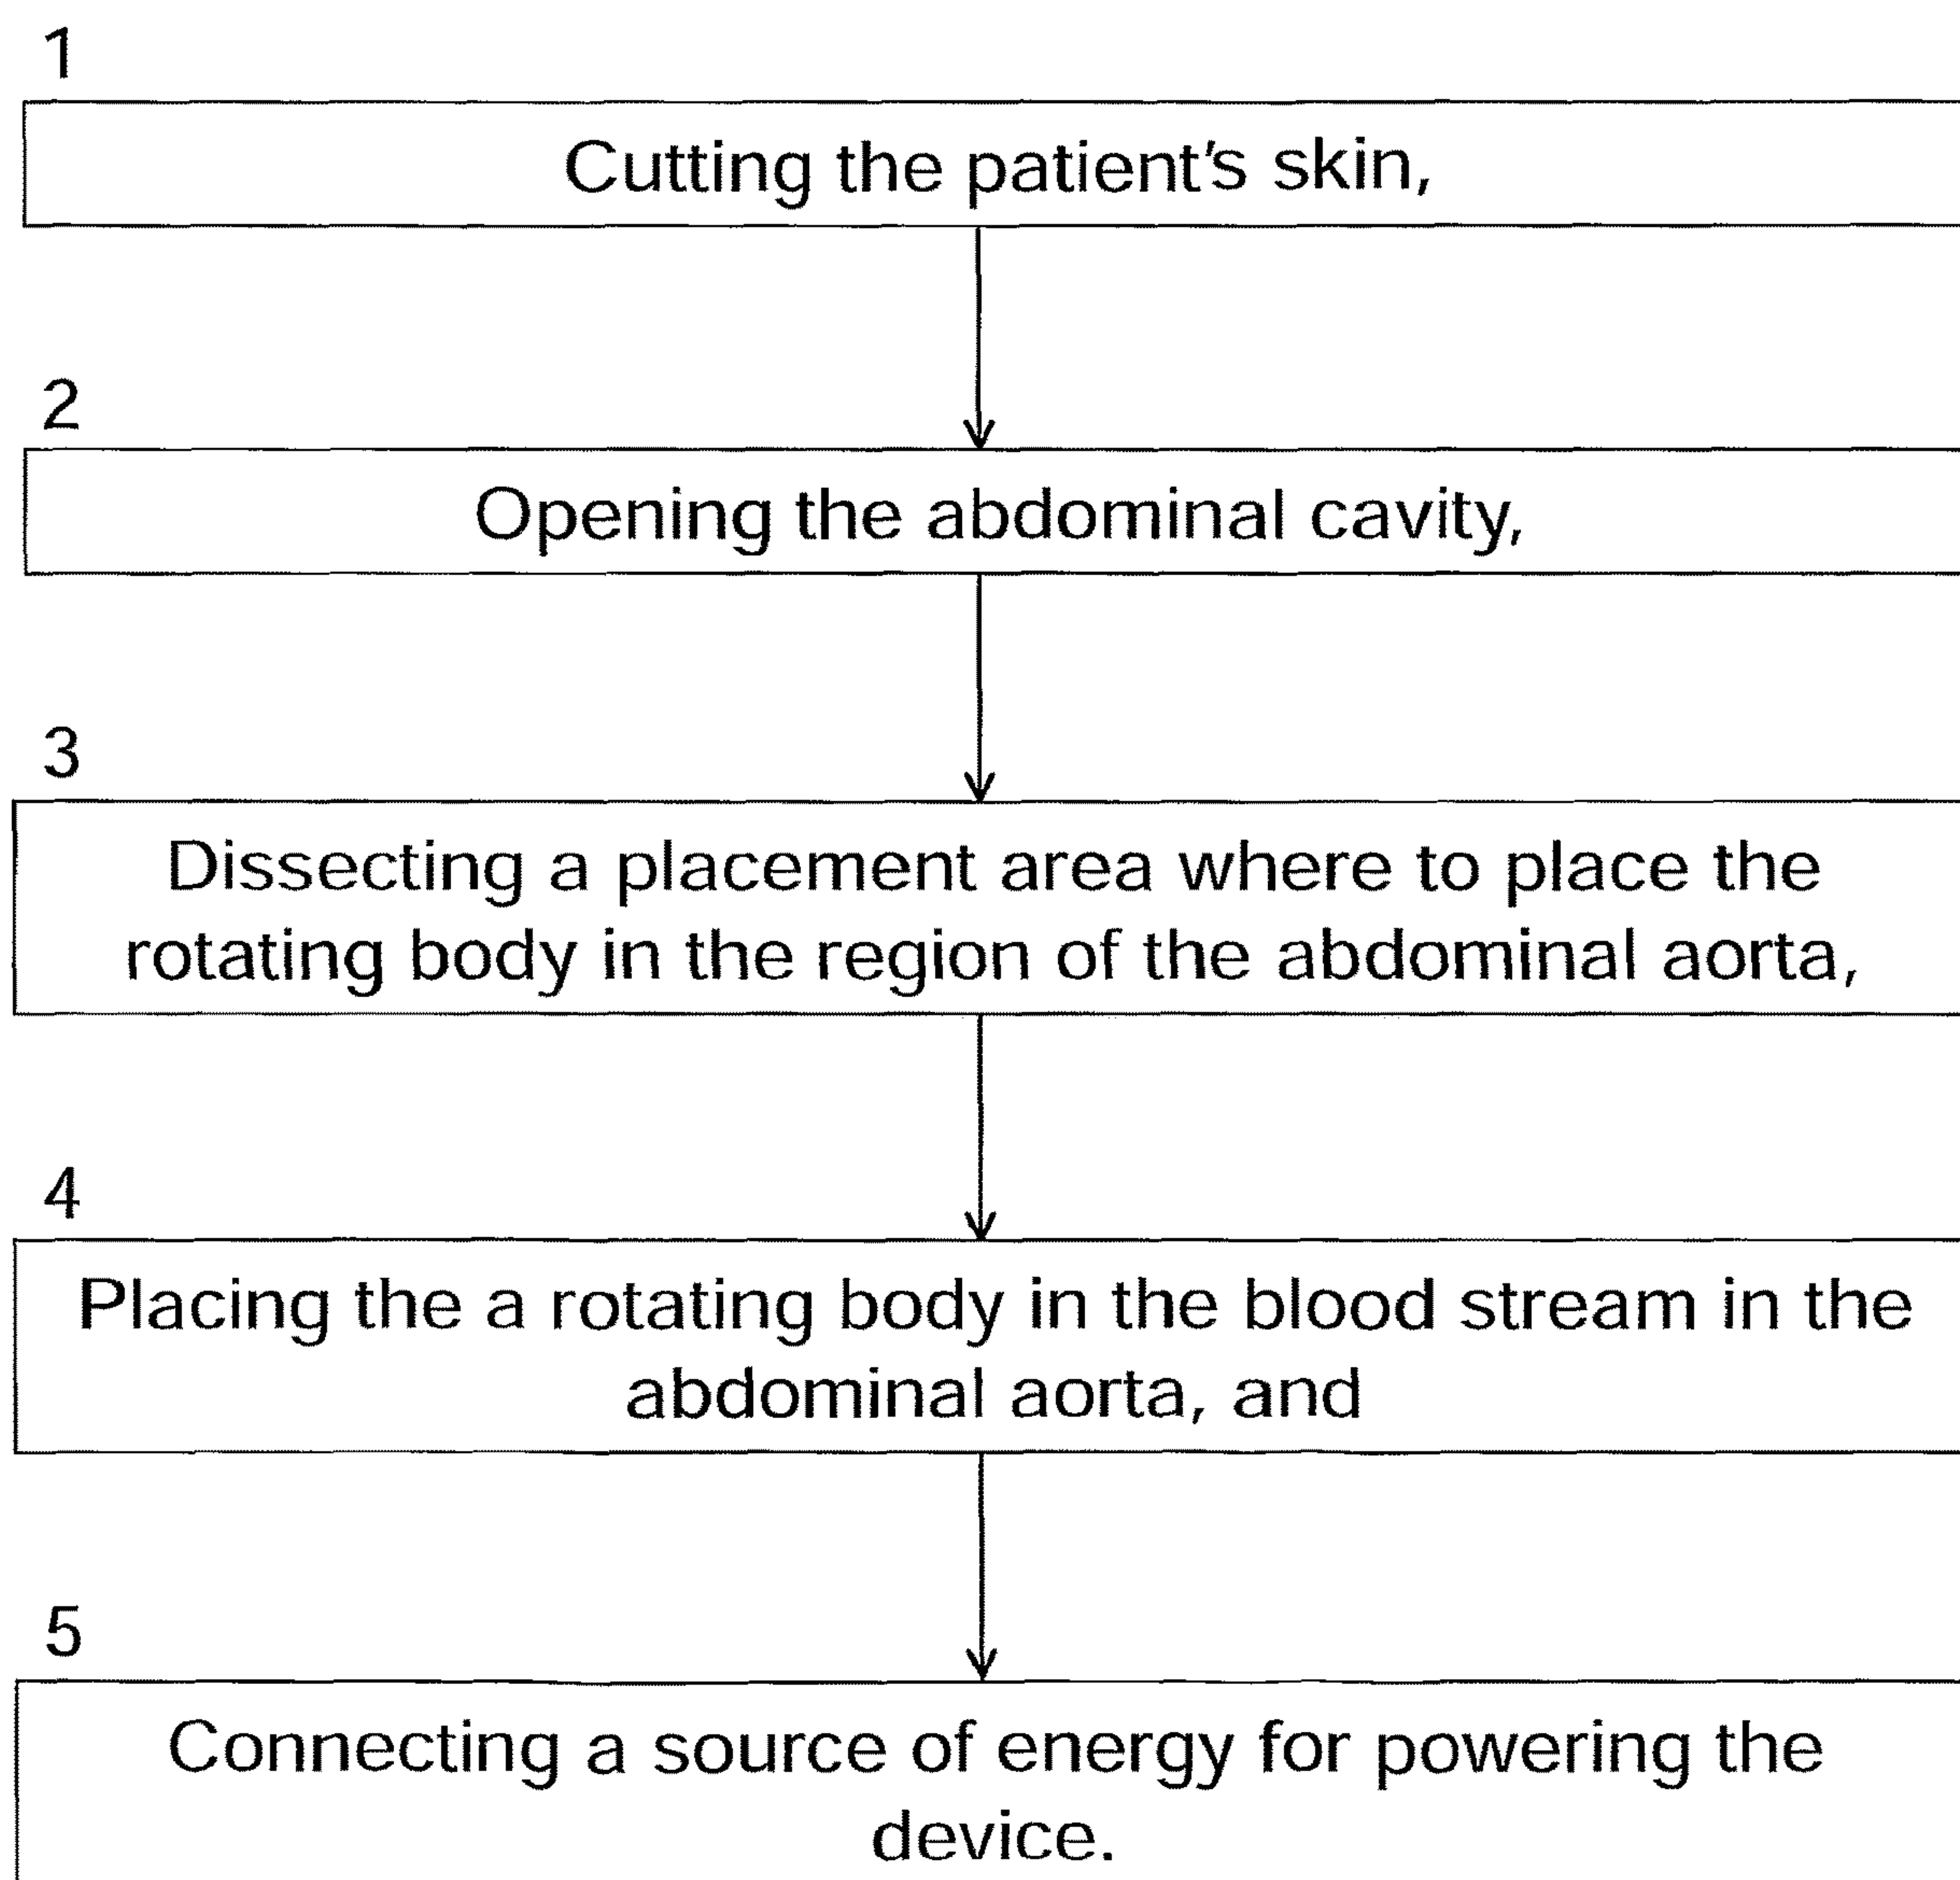 1
Cutting the patient's skin,
2
Opening the abdominal cavity,
3
Dissecting a placement area where to place the
rotating body in the region of the abdominal aorta,
4
Placing the a rotating body in the blood stream in the
abdominal aorta, and
5
Connecting a source of energy for powering the
device.